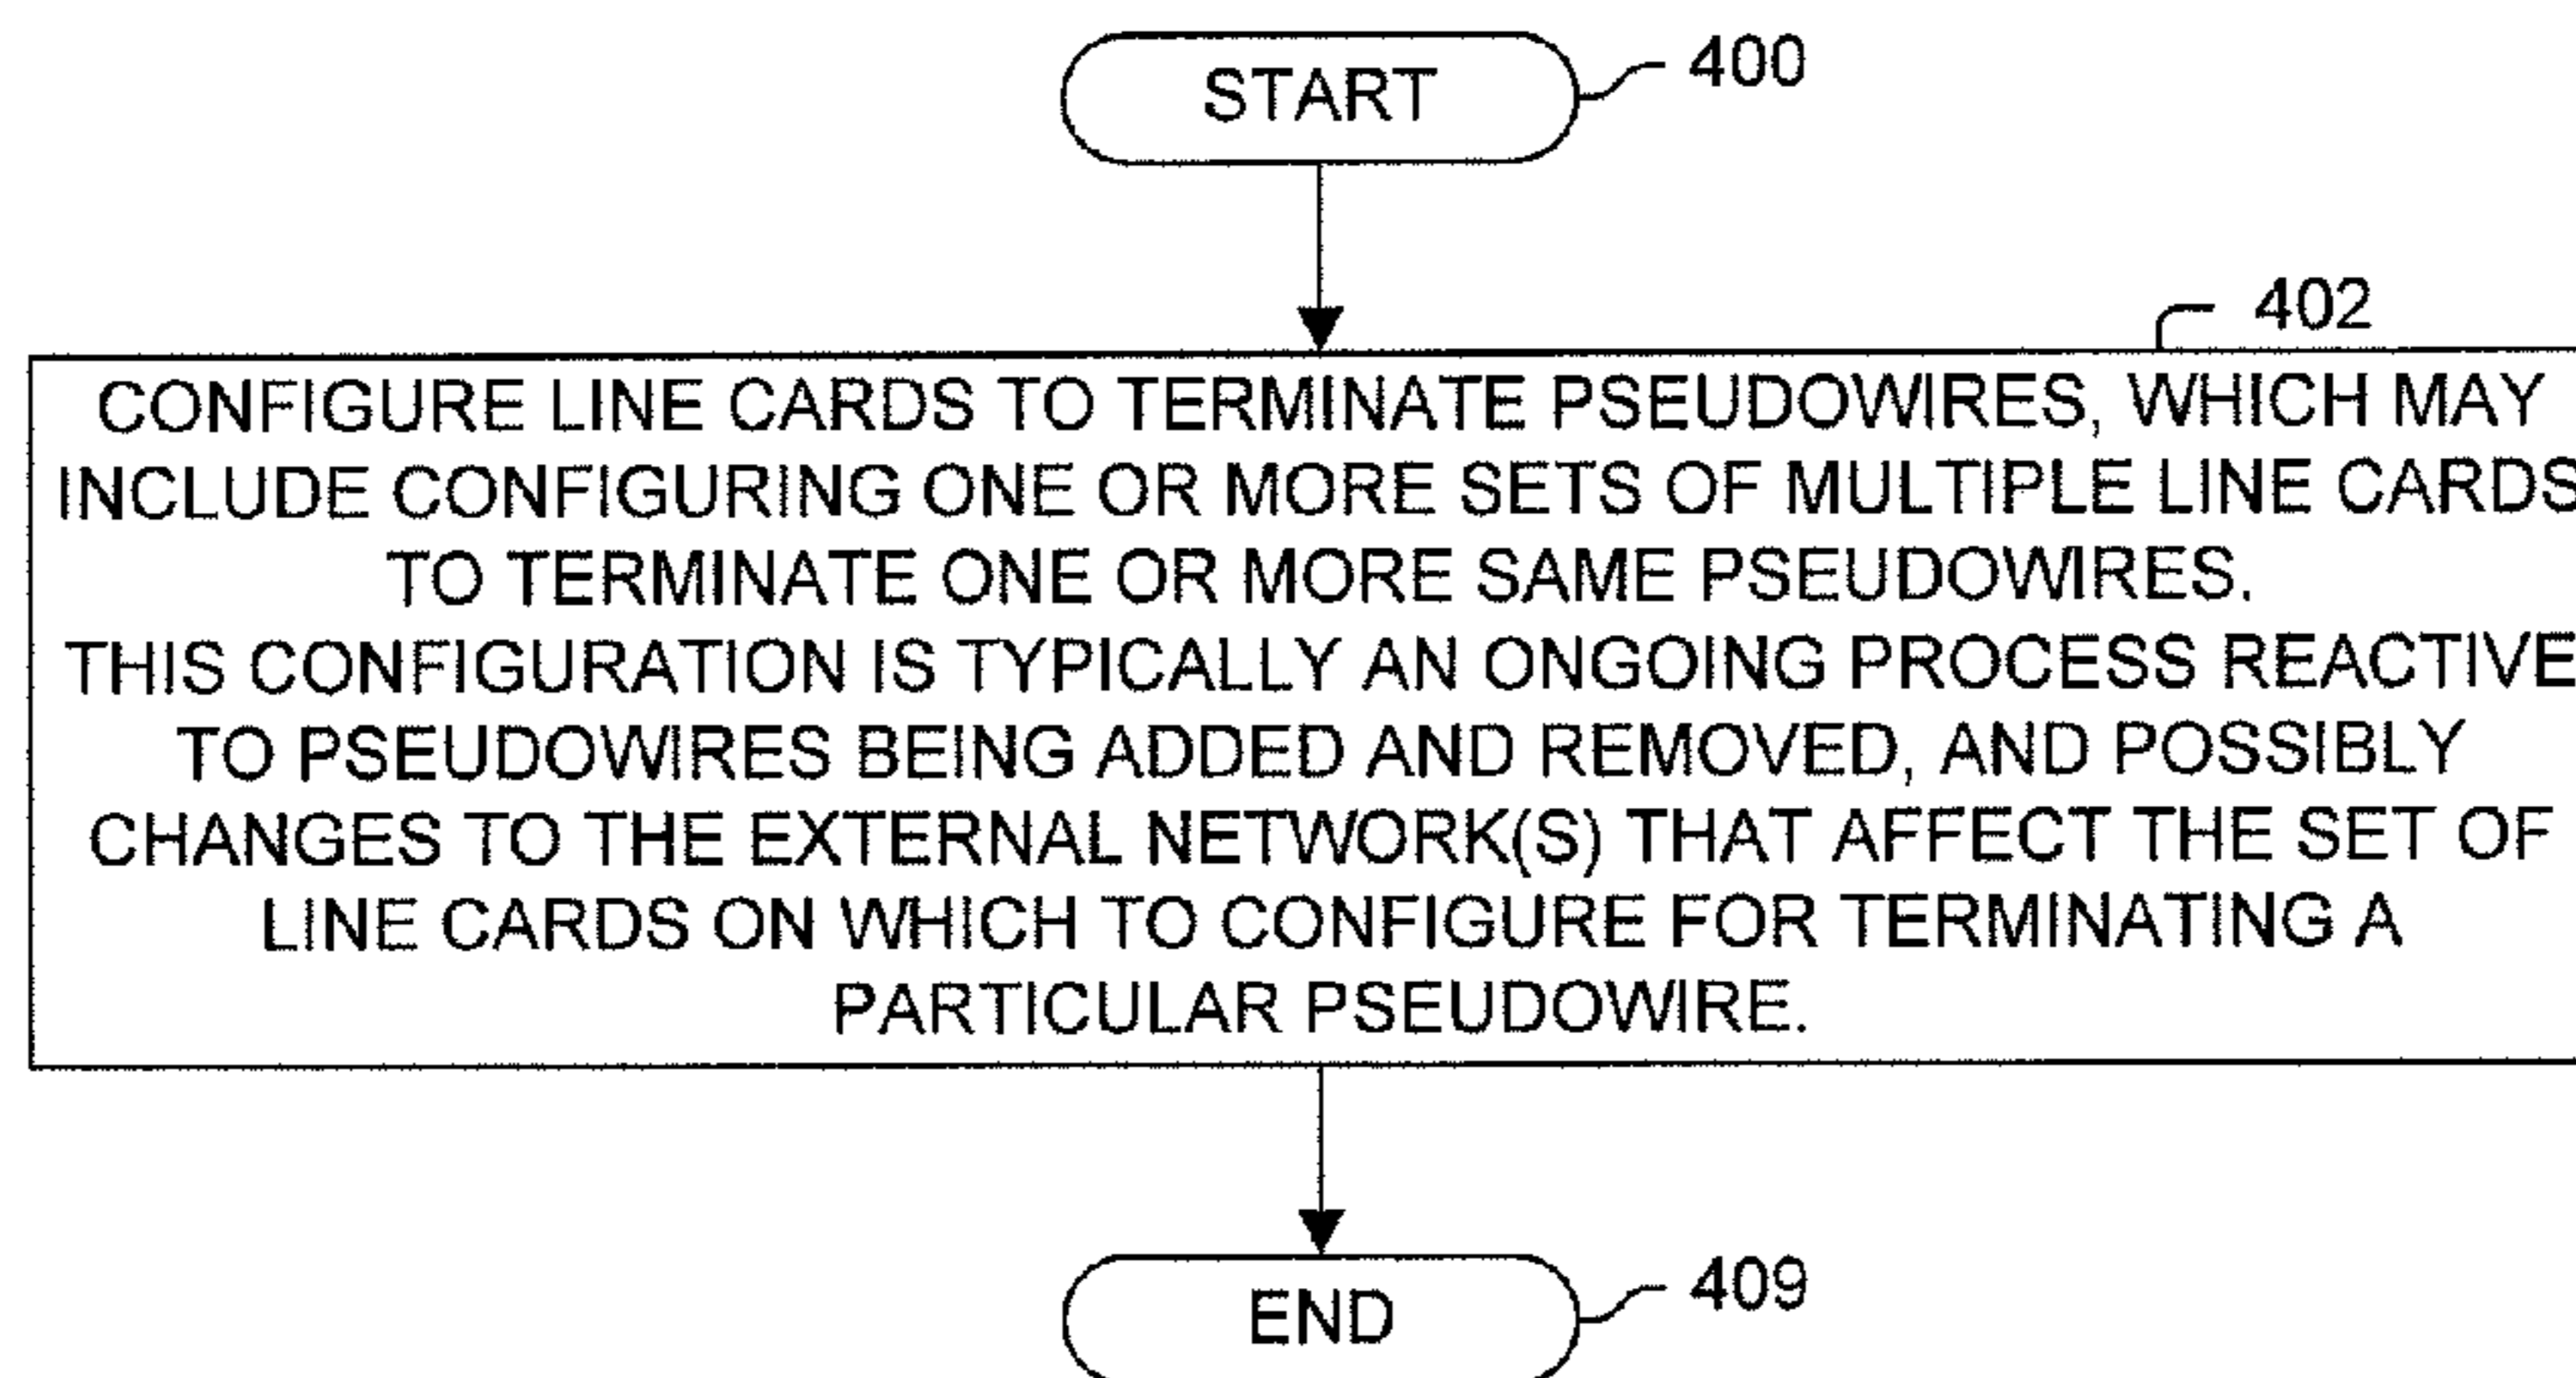 START
400
402
CONFIGURE LINE CARDS TO TERMINATE PSEUDOWIRES, WHICH MAY
INCLUDE CONFIGURING ONE OR MORE SETS OF MULTIPLE LINE CARDS
TO TERMINATE ONE OR MORE SAME PSEUDOWIRES.
THIS CONFIGURATION IS TYPICALLY AN ONGOING PROCESS REACTIVE
TO PSEUDOWIRES BEING ADDED AND REMOVED, AND POSSIBLY
CHANGES TO THE EXTERNAL NETWORK(S) THAT AFFECT THE SET OF
LINE CARDS ON WHICH TO CONFIGURE FOR TERMINATING A
PARTICULAR PSEUDOWIRE.
END
409